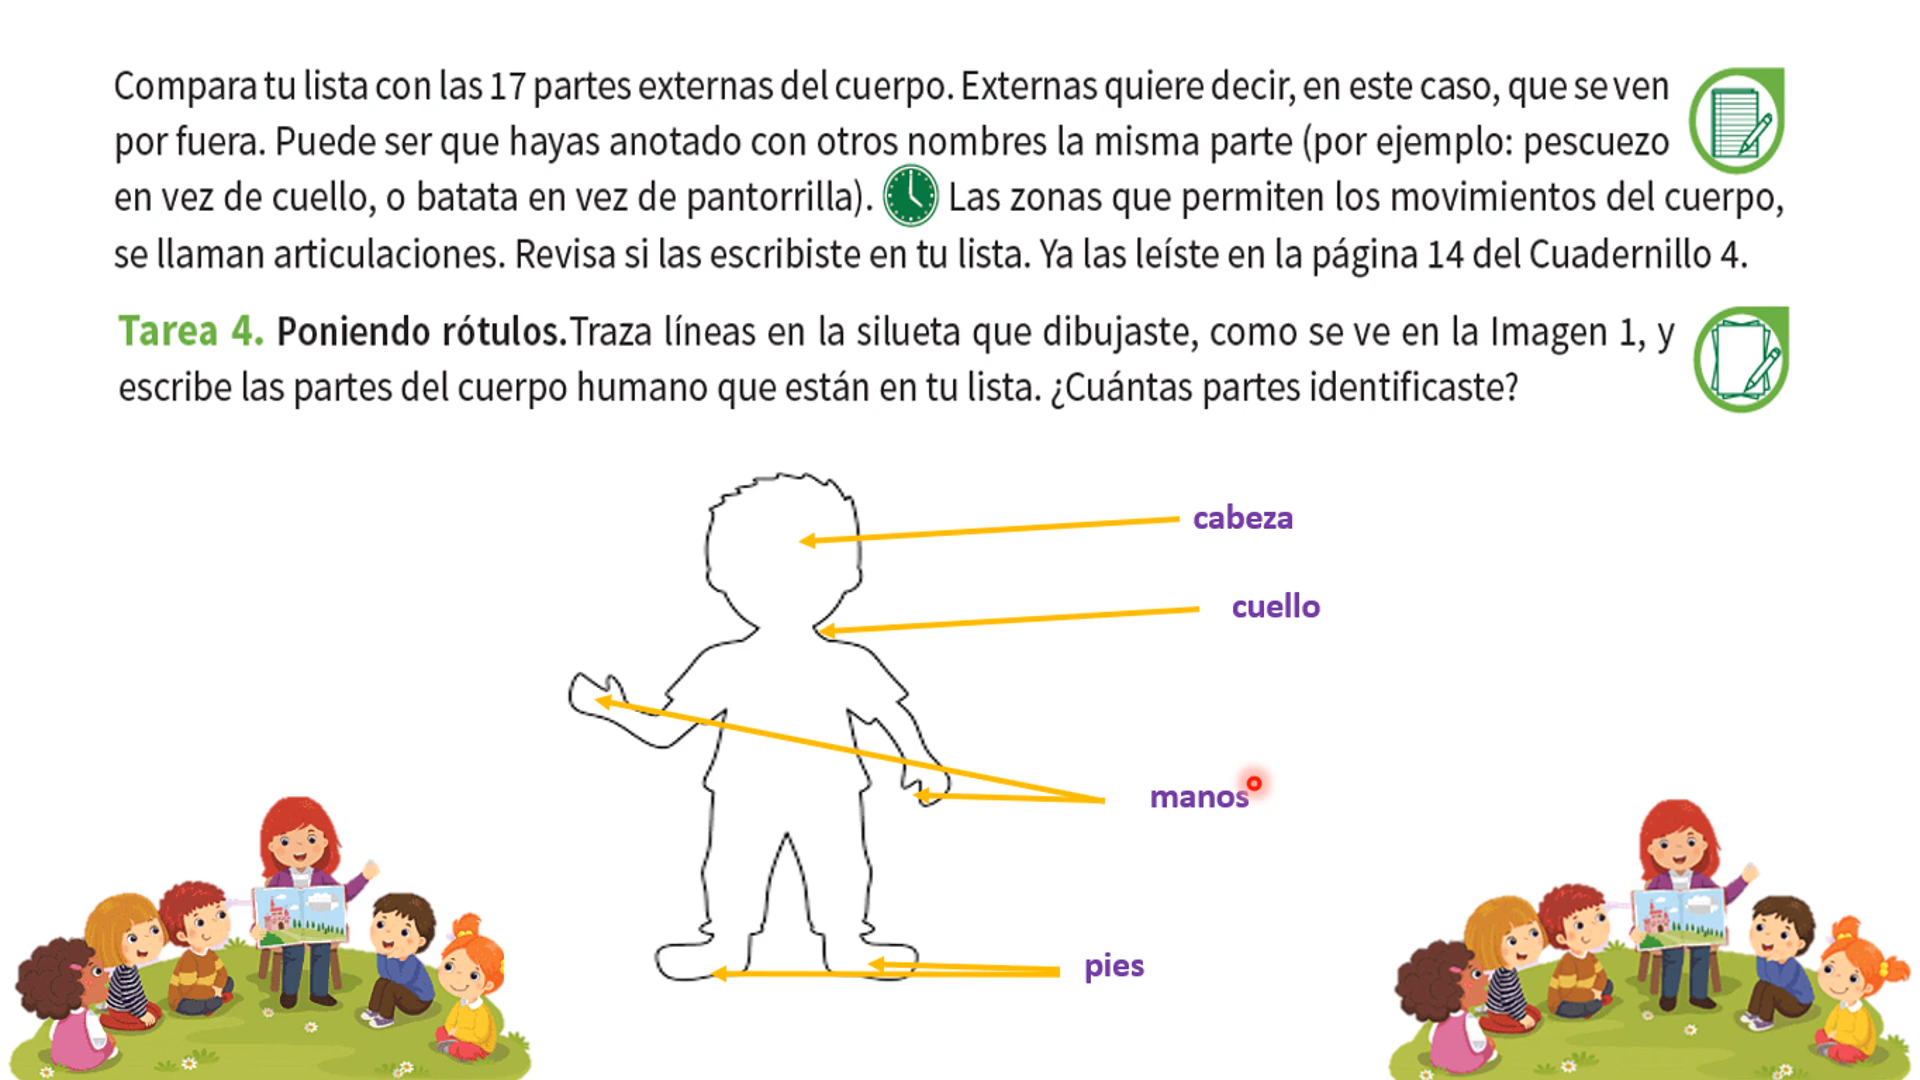 Compara tu lista con las 17 partes externas del cuerpo. Externas quiere decir, en este caso, que se ven
por fuera. Puede ser que hayas anotado con otros nombres la misma parte (por ejemplo: pescuezo
en vez de cuello, o batata en vez de pantorrilla). Las zonas que permiten los movimientos del cuerpo,
se llaman articulaciones. Revisa si las escribiste en tu lista. Ya las leíste en la página 14 del Cuadernillo 4.
Tarea 4. Poniendo rótulos.Traza líneas en la silueta que dibujaste, como se ve en la Imagen 1, y
escribe las partes del cuerpo humano que están en tu lista. ¿Cuántas partes identificaste?
cabeza
cuello
manos
pies